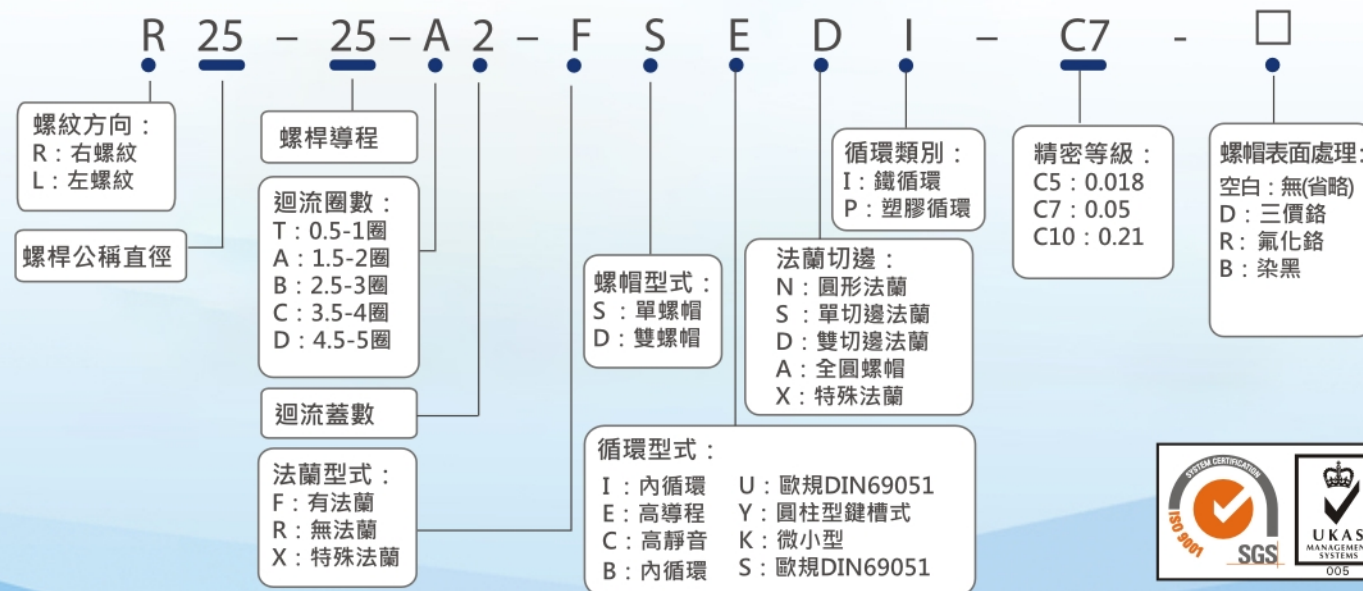 R 25 – 25 – A 2 – F S E D I – C7 - □
螺紋方向：
R：右螺紋
L：左螺紋
螺桿公稱直徑
螺桿導程
迴流圈數：
T：0.5-1圈
A：1.5-2圈
B：2.5-3圈
C：3.5-4圈
D：4.5-5圈
迴流蓋數
法蘭型式：
F：有法蘭
R：無法蘭
X：特殊法蘭
螺帽型式：
S：單螺帽
D：雙螺帽
循環型式：
I：內循環 U：歐規DIN69051
E：高導程 Y：圓柱型鍵槽式
C：高靜音 K：微小型
B：內循環 S：歐規DIN69051
法蘭切邊：
N：圓形法蘭
S：單切邊法蘭
D：雙切邊法蘭
A：全圓螺帽
X：特殊法蘭
循環類別：
I：鐵循環
P：塑膠循環
精密等級：
C5：0.018
C7：0.05
C10：0.21
螺帽表面處理：
空白：無(省略)
D：三價鉻
R：氟化鉻
B：染黑
SYSTEM CERTIFICATION
ISO 9001
SGS
UKAS
MANAGEMENT
SYSTEMS
005